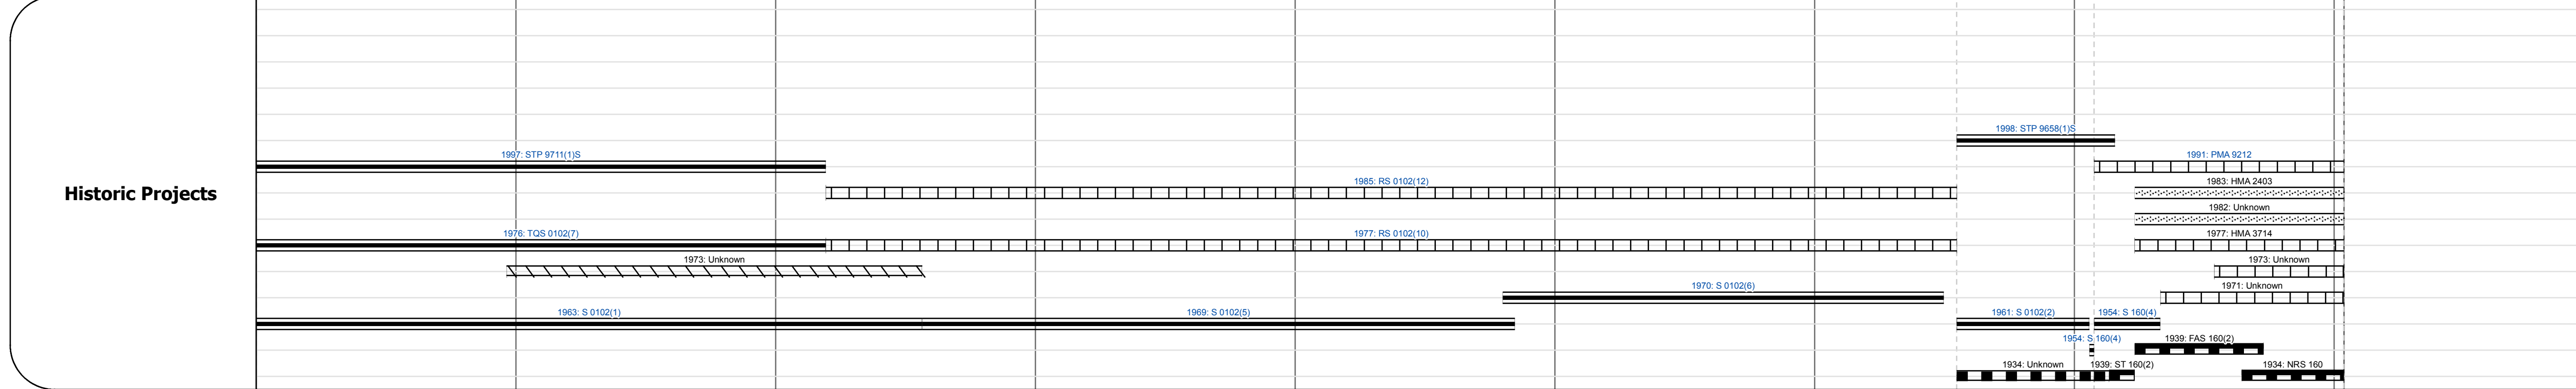 1998: STP 9658(1)S
1997: STP 9711(1)S
1991: PMA 9212
1985: RS 0102(12)
1983: HMA 2403
Historic Projects
1982: Unknown
1976: TQS 0102(7)
1977: RS 0102(10)
1977: HMA 3714
1973: Unknown
1973: Unknown
1970: S 0102(6)
1971: Unknown
1963: S 0102(1)
1969: S 0102(5)
1961: S 0102(2)
1954: S 160(4)
1954: S 160(4)
1939: FAS 160(2)
1934: Unknown
1939: ST 160(2)
1934: NRS 160